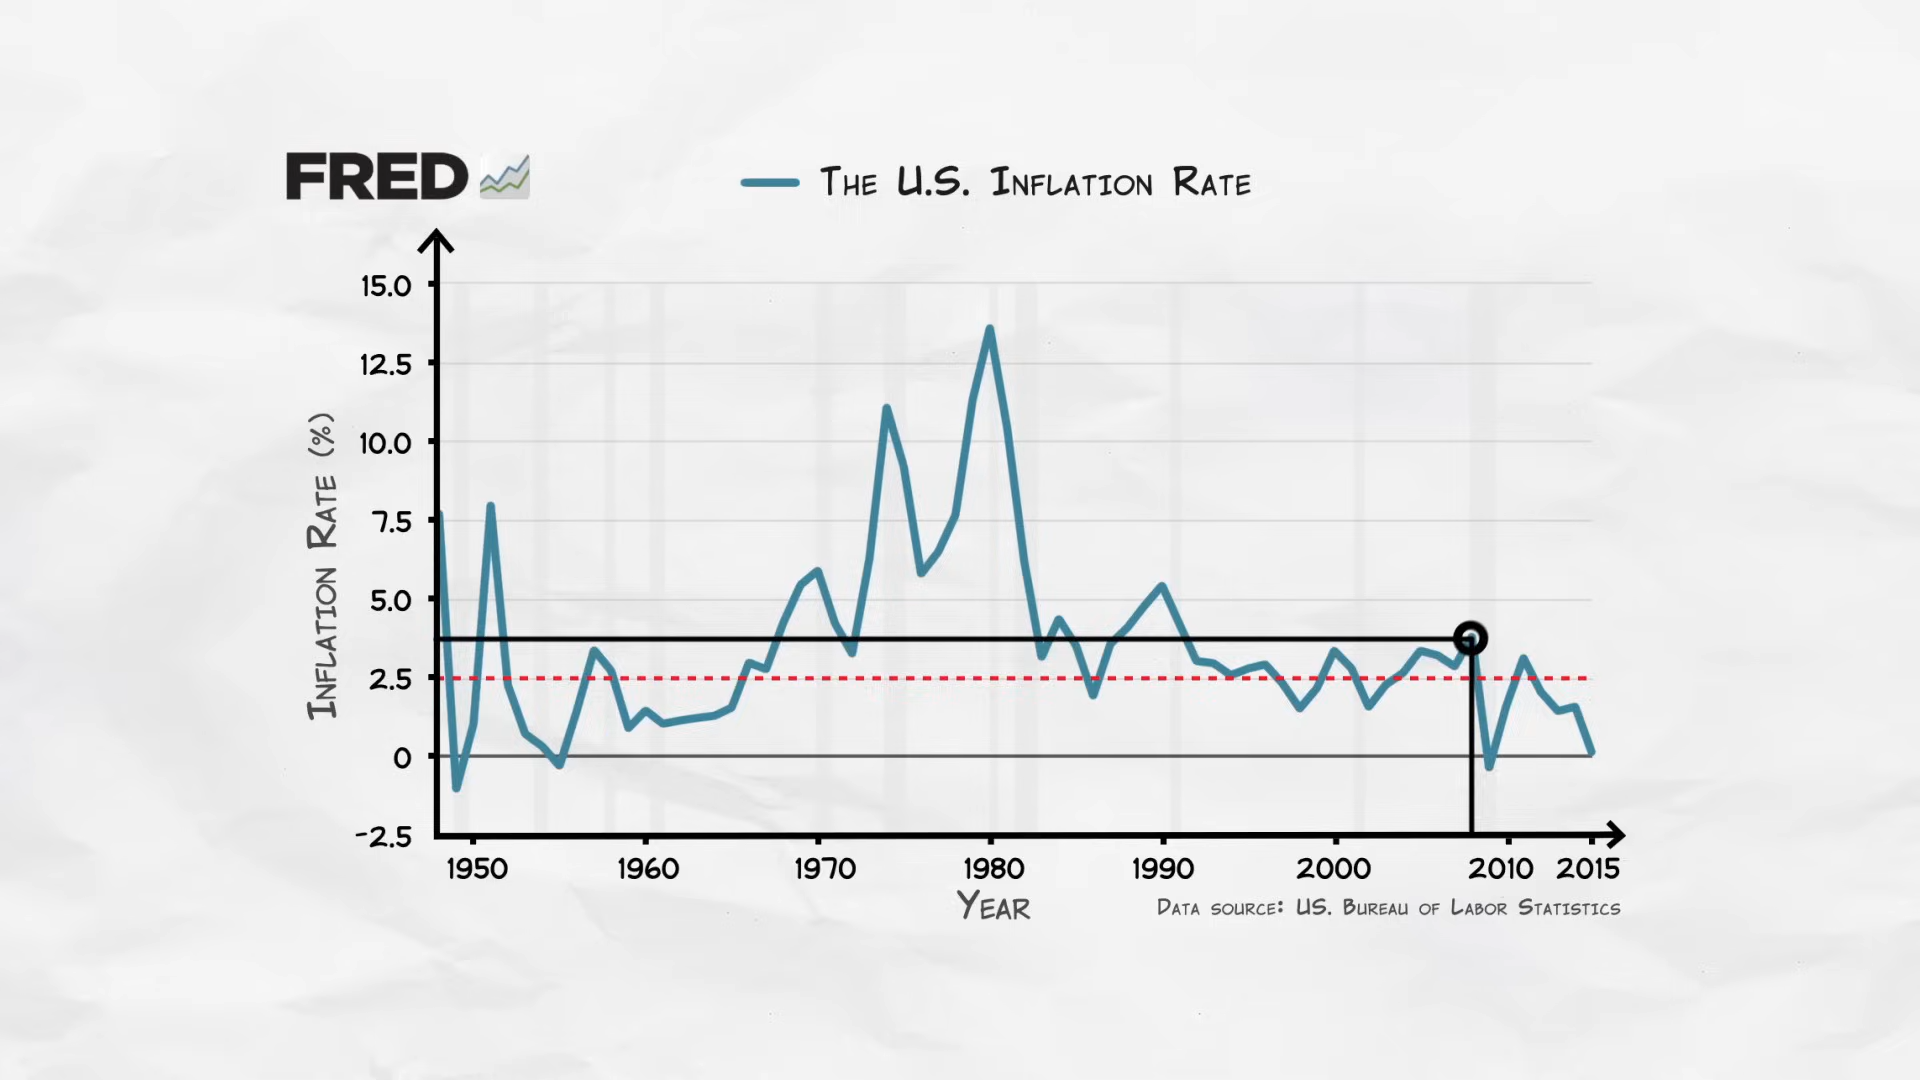 FRED
The U.S. Inflation Rate
Inflation Rate (%)
15.0
12.5
10.0
7.5
5.0
2.5
0
-2.5
1950 1960 1970 1980 1990 2000 2010 2015
Year
Data source: US. Bureau of Labor Statistics